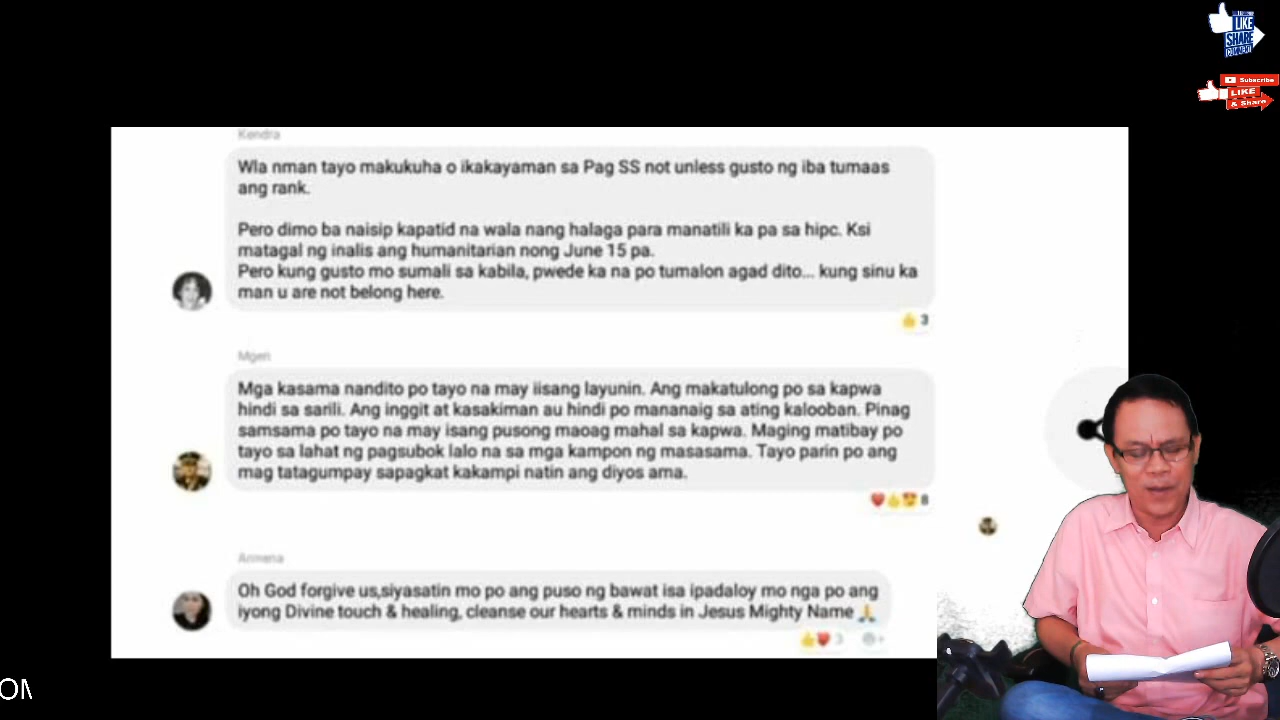 LIKE
SHARE
COMMENT
Subscribe
LIKE
& Share
Kendra
Wla nman tayo makukuha o ikakayaman sa Pag SS not unless gusto ng iba tumaas
ang rank.
Pero dimo ba naisip kapatid na wala nang halaga para manatili ka pa sa hipc. Ksi
matagal ng inalis ang humanitarian nong June 15 pa.
Pero kung gusto mo sumali sa kabila, pwede ka na po tumalon agad dito... kung sinu ka
man u are not belong here.
3
Mgeri
Mga kasama nandito po tayo na may iisang layunin. Ang makatulong po sa kapwa
hindi sa sarili. Ang inggit at kasakiman au hindi po mananaig sa ating kalooban. Pinag
samsama po tayo na may isang pusong maoag mahal sa kapwa. Maging matibay po
tayo sa lahat ng pagsubok lalo na sa mga kampon ng masasama. Tayo parin po ang
mag tatagumpay sapagkat kakampi natin ang diyos ama.
8
Armena
Oh God forgive us,siyasatin mo po ang puso ng bawat isa ipadaloy mo nga po ang
iyong Divine touch & healing, cleanse our hearts & minds in Jesus Mighty Name 🙏
3